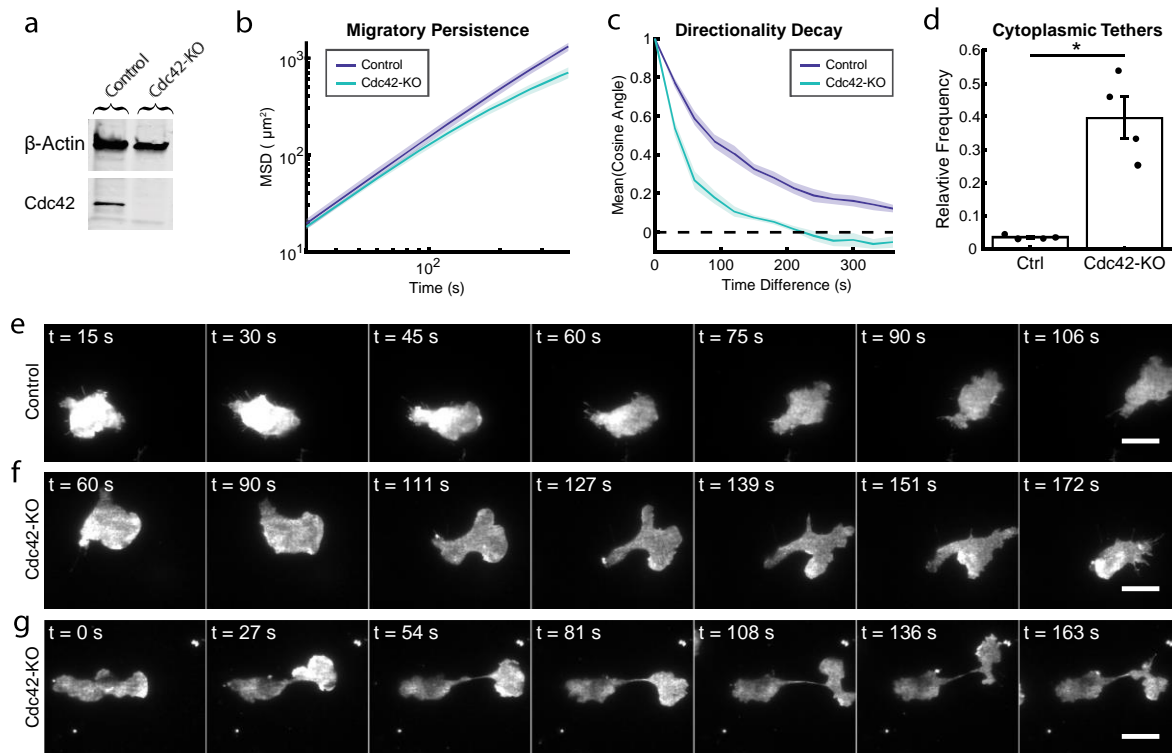 a
Control
Cdc42-KO
β-Actin
Cdc42
b
Migratory Persistence
Control
Cdc42-KO
MSD ( μm²)
10³
10²
10¹
10²
Time (s)
c
Directionality Decay
Control
Cdc42-KO
Mean(Cosine Angle)
1
0.8
0.6
0.4
0.2
0
0
100
200
300
Time Difference (s)
d
Cytoplasmic Tethers
*
Relavtive Frequency
0.6
0.5
0.4
0.3
0.2
0.1
0
Ctrl
Cdc42-KO
e
Control
t = 15 s
t = 30 s
t = 45 s
t = 60 s
t = 75 s
t = 90 s
t = 106 s
f
Cdc42-KO
t = 60 s
t = 90 s
t = 111 s
t = 127 s
t = 139 s
t = 151 s
t = 172 s
g
Cdc42-KO
t = 0 s
t = 27 s
t = 54 s
t = 81 s
t = 108 s
t = 136 s
t = 163 s